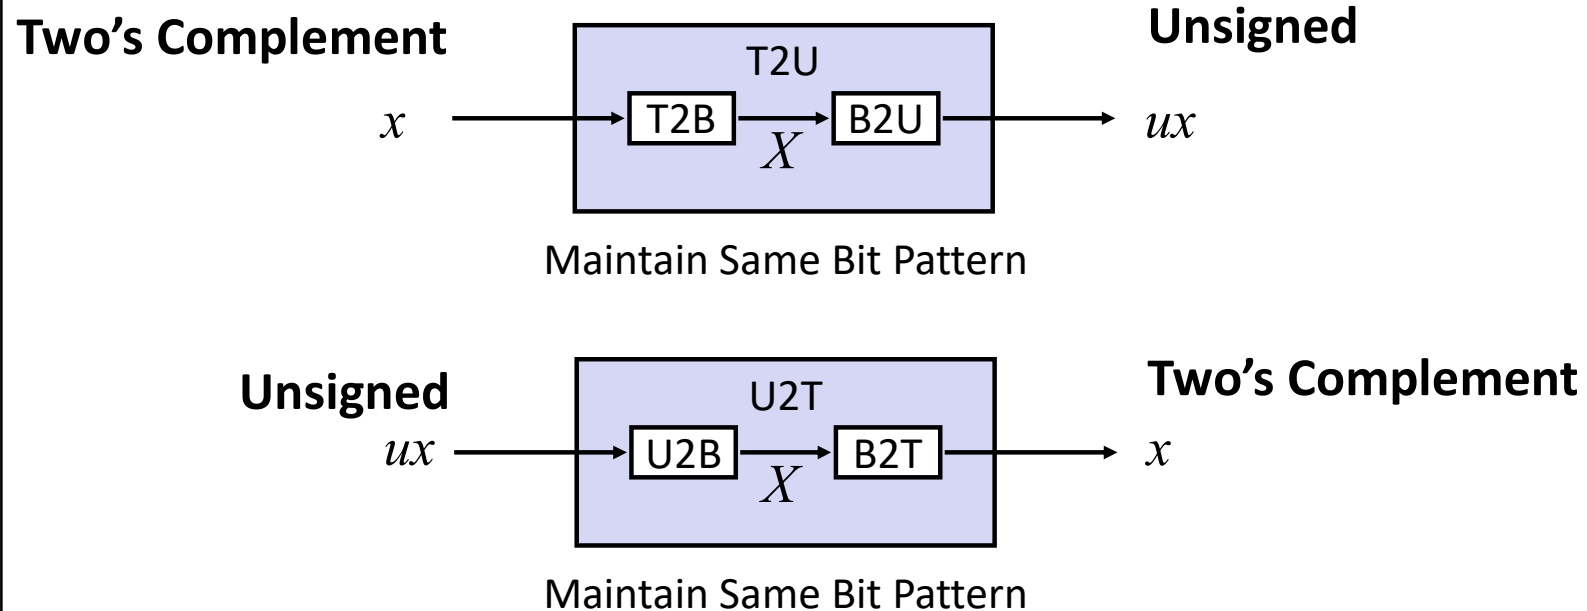 Two's Complement
Unsigned
T2U
x
T2B
X
B2U
ux
Maintain Same Bit Pattern
Unsigned
Two's Complement
U2T
ux
U2B
X
B2T
x
Maintain Same Bit Pattern